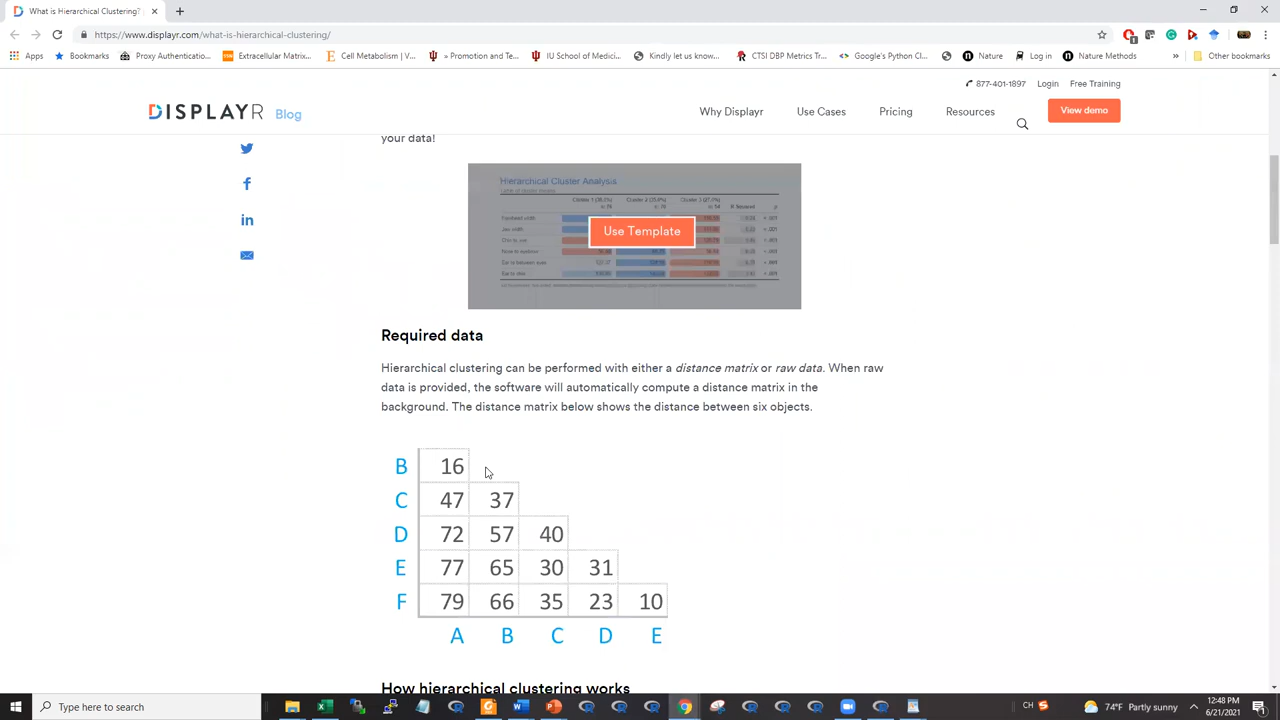 What is Hierarchical Clustering?
https://www.displayr.com/what-is-hierarchical-clustering/
Apps Bookmarks Proxy Authenticatio... Extracellular Matrix... Cell Metabolism | V... » Promotion and Te... IU School of Medicin... Kindly let us know... CTSI DBP Metrics Tr... Google's Python Cl... Nature Log in Nature Methods » Other bookmarks
877-401-1897 Login Free Training
DISPLAYR Blog Why Displayr Use Cases Pricing Resources View demo
your data!
Hierarchical Cluster Analysis
Use Template
Required data
Hierarchical clustering can be performed with either a distance matrix or raw data. When raw
data is provided, the software will automatically compute a distance matrix in the
background. The distance matrix below shows the distance between six objects.
B 16
C 47 37
D 72 57 40
E 77 65 30 31
F 79 66 35 23 10
A B C D E
How hierarchical clustering works
Type here to search CH 74°F Partly sunny 12:48 PM
6/21/2021